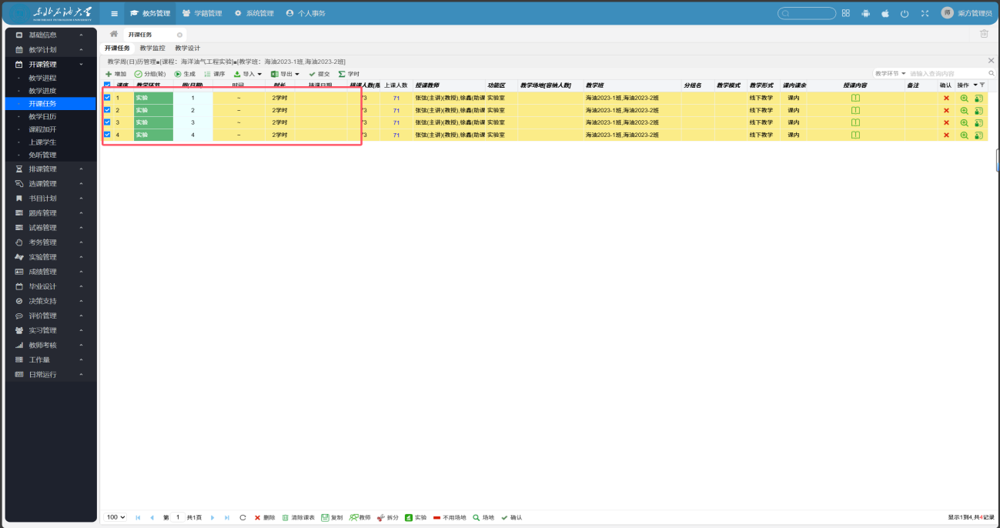 东北石油大学
NORTHEAST PETROLEUM UNIVERSITY
教务管理 学籍管理 系统管理 个人事务
乘方管理员
基础信息
教学计划
开课管理
教学进程
教学进度
开课任务
教学日历
课程加开
上课学生
免听管理
排课管理
选课管理
书目计划
题库管理
试卷管理
考务管理
实验管理
成绩管理
毕业设计
决策支持
评价管理
实习管理
教师考核
工作量
日常运行
开课任务
开课任务 教学监控 教学设计
教学周(日)历管理■[课程：海洋油气工程实验]■[教学班：海油2023-1班,海油2023-2班]
增加 分组(轮) 生成 课序 导入 导出 提交 学时 教学环节 请输入查询内容
课序 教学环节 周(日期) 时间 时长 排课日期 排课人数(剩 上课人数 授课教师 功能区 教学场地[容纳人数] 教学班 分组名 教学模式 教学形式 课内课余 授课内容 备注 确认 操作
1 实验 1 ~ 2学时 73 71 张弦(主讲)(教授),徐鑫(助课 实验室 海油2023-1班,海油2023-2班 线下教学 课内
2 实验 2 ~ 2学时 73 71 张弦(主讲)(教授),徐鑫(助课 实验室 海油2023-1班,海油2023-2班 线下教学 课内
3 实验 3 ~ 2学时 73 71 张弦(主讲)(教授),徐鑫(助课 实验室 海油2023-1班,海油2023-2班 线下教学 课内
4 实验 4 ~ 2学时 73 71 张弦(主讲)(教授),徐鑫(助课 实验室 海油2023-1班,海油2023-2班 线下教学 课内
100 第 1 共1页 删除 清除课表 复制 教师 拆分 实验 不用场地 场地 确认 显示1到4,共4记录